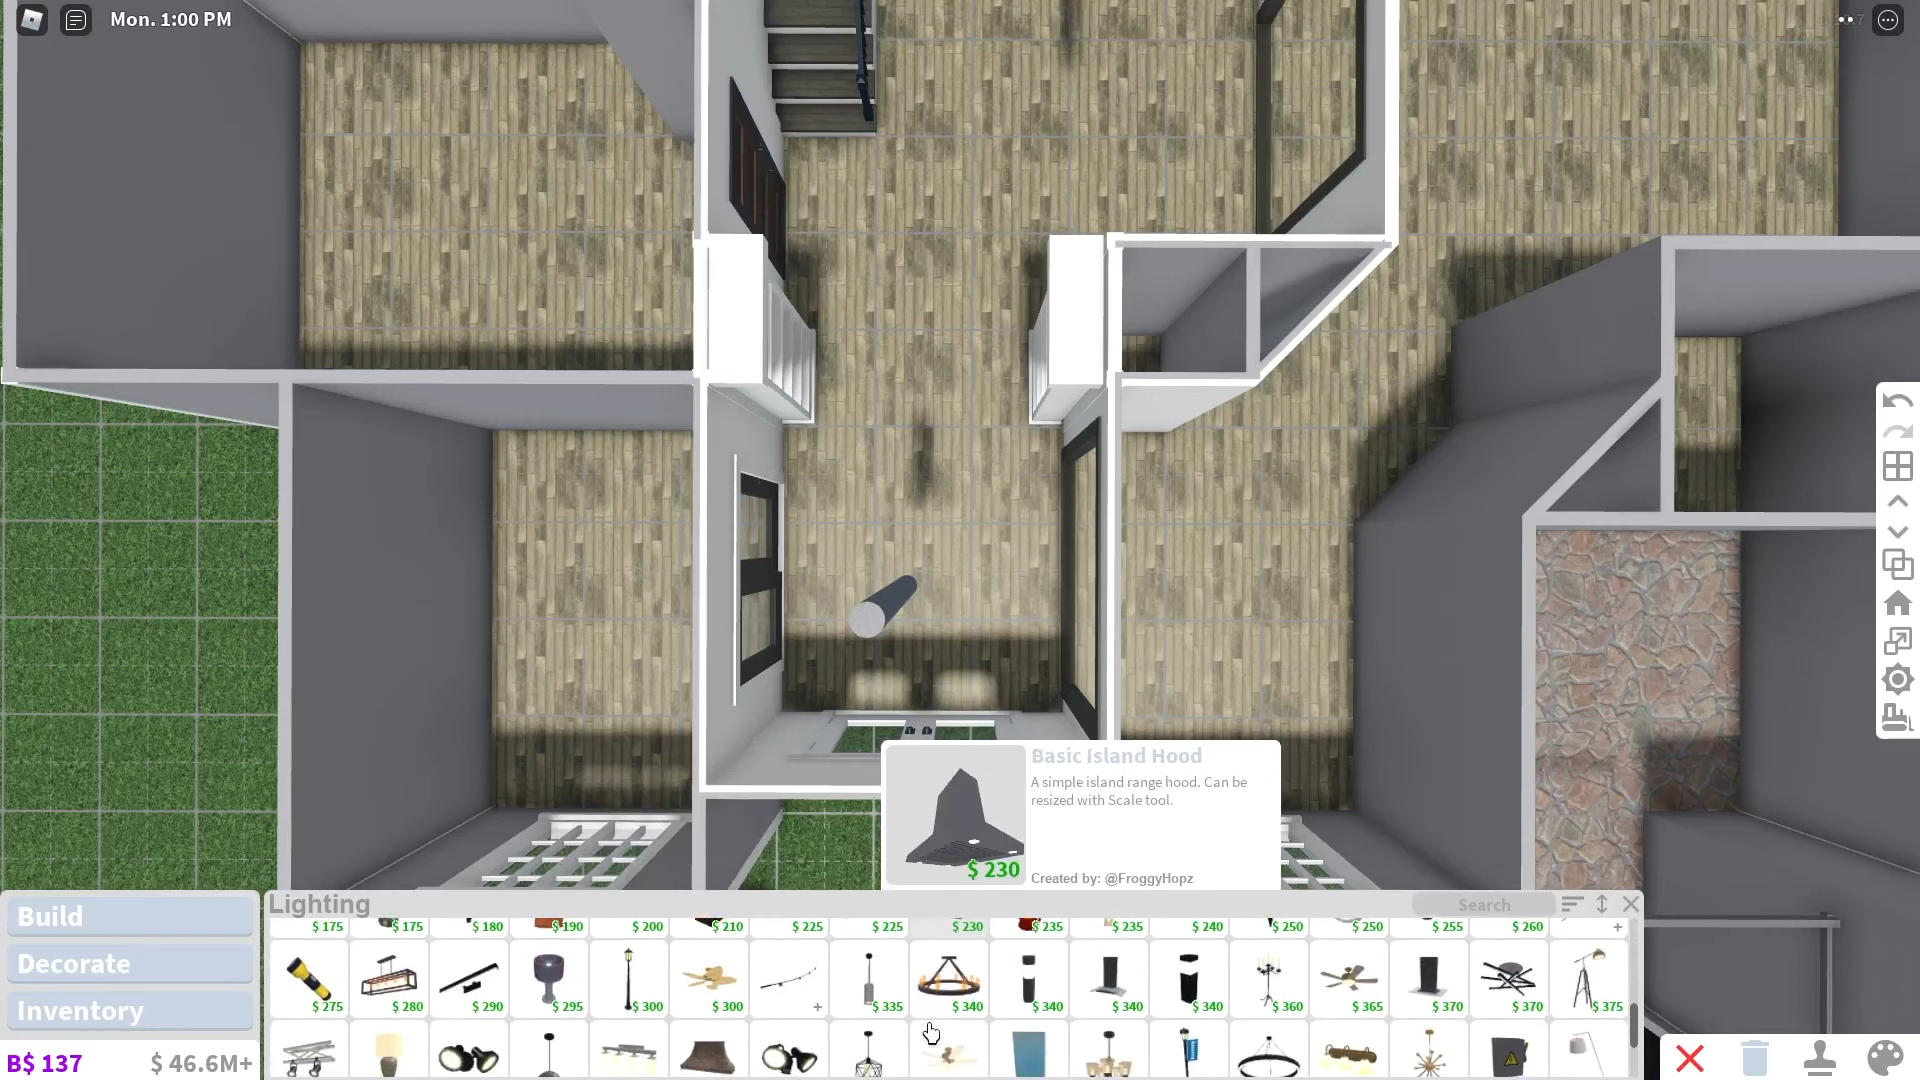 Mon. 1:00 PM
Basic Island Hood
A simple island range hood. Can be
resized with Scale tool.
$ 230
Created by: @FroggyHopz
Build
Decorate
Inventory
B$ 137
$ 46.6M+
Lighting
Search
$ 175 $ 175 $ 180 $ 190 $ 200 $ 210 $ 225 $ 225 $ 230 $ 235 $ 235 $ 240 $ 250 $ 250 $ 255 $ 260 +
$ 275 $ 280 $ 290 $ 295 $ 300 $ 300 + $ 335 $ 340 $ 340 $ 340 $ 340 $ 360 $ 365 $ 370 $ 370 $ 375